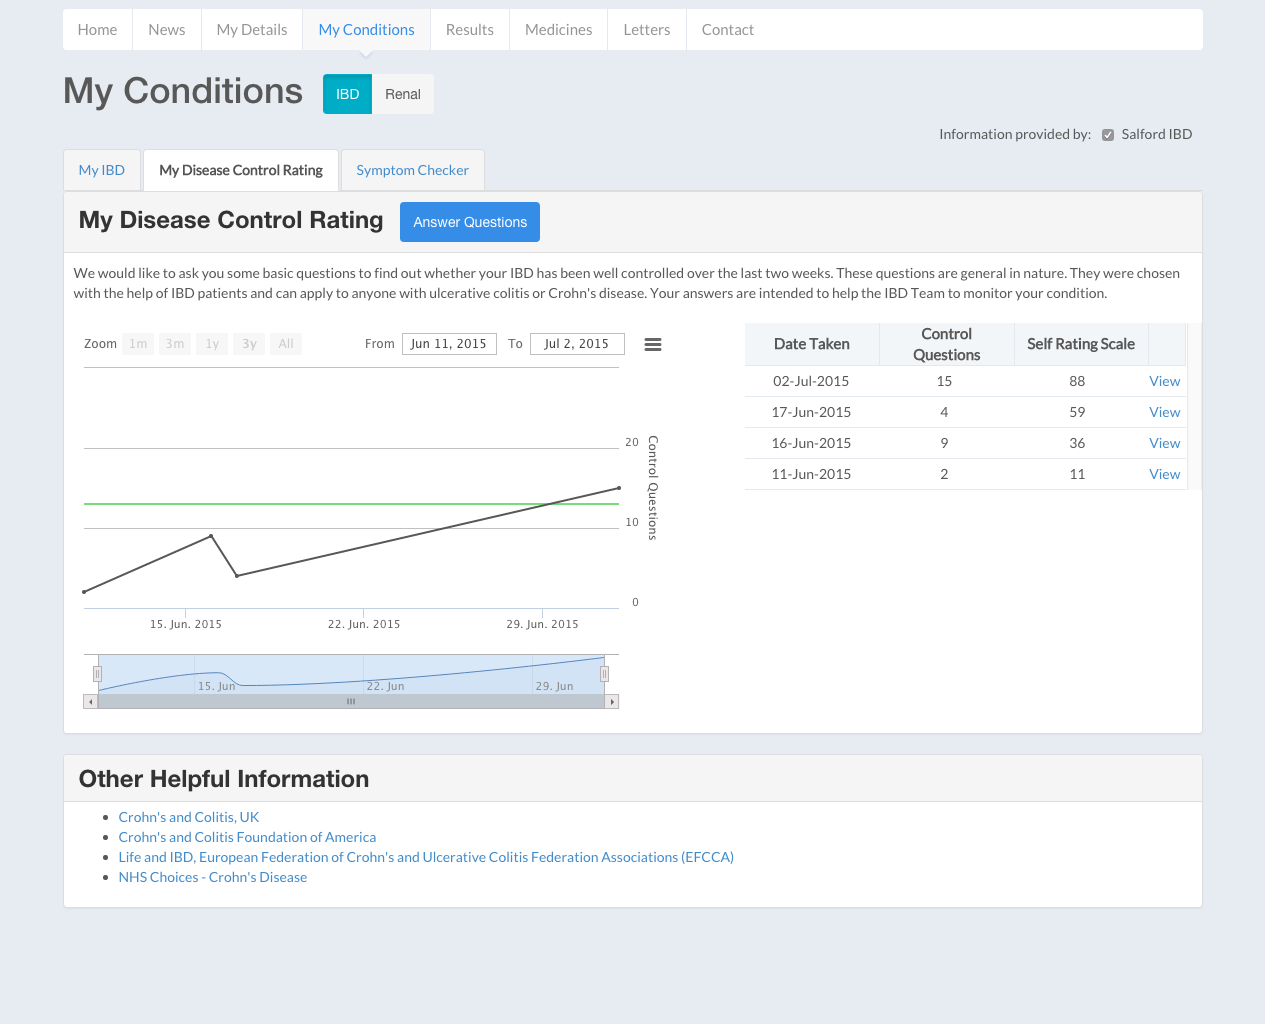 Home News My Details My Conditions Results Medicines Letters Contact
My Conditions IBD Renal
Information provided by: Salford IBD
My IBD My Disease Control Rating Symptom Checker
My Disease Control Rating Answer Questions
We would like to ask you some basic questions to find out whether your IBD has been well controlled over the last two weeks. These questions are general in nature. They were chosen
with the help of IBD patients and can apply to anyone with ulcerative colitis or Crohn's disease. Your answers are intended to help the IBD Team to monitor your condition.
Zoom 1m 3m 1y 3y All From Jun 11, 2015 To Jul 2, 2015
20
10
0
Control Questions
15. Jun. 2015 22. Jun. 2015 29. Jun. 2015
15. Jun 22. Jun 29. Jun
Date Taken Control Questions Self Rating Scale
02-Jul-2015 15 88 View
17-Jun-2015 4 59 View
16-Jun-2015 9 36 View
11-Jun-2015 2 11 View
Other Helpful Information
Crohn's and Colitis, UK
Crohn's and Colitis Foundation of America
Life and IBD, European Federation of Crohn's and Ulcerative Colitis Federation Associations (EFCCA)
NHS Choices - Crohn's Disease